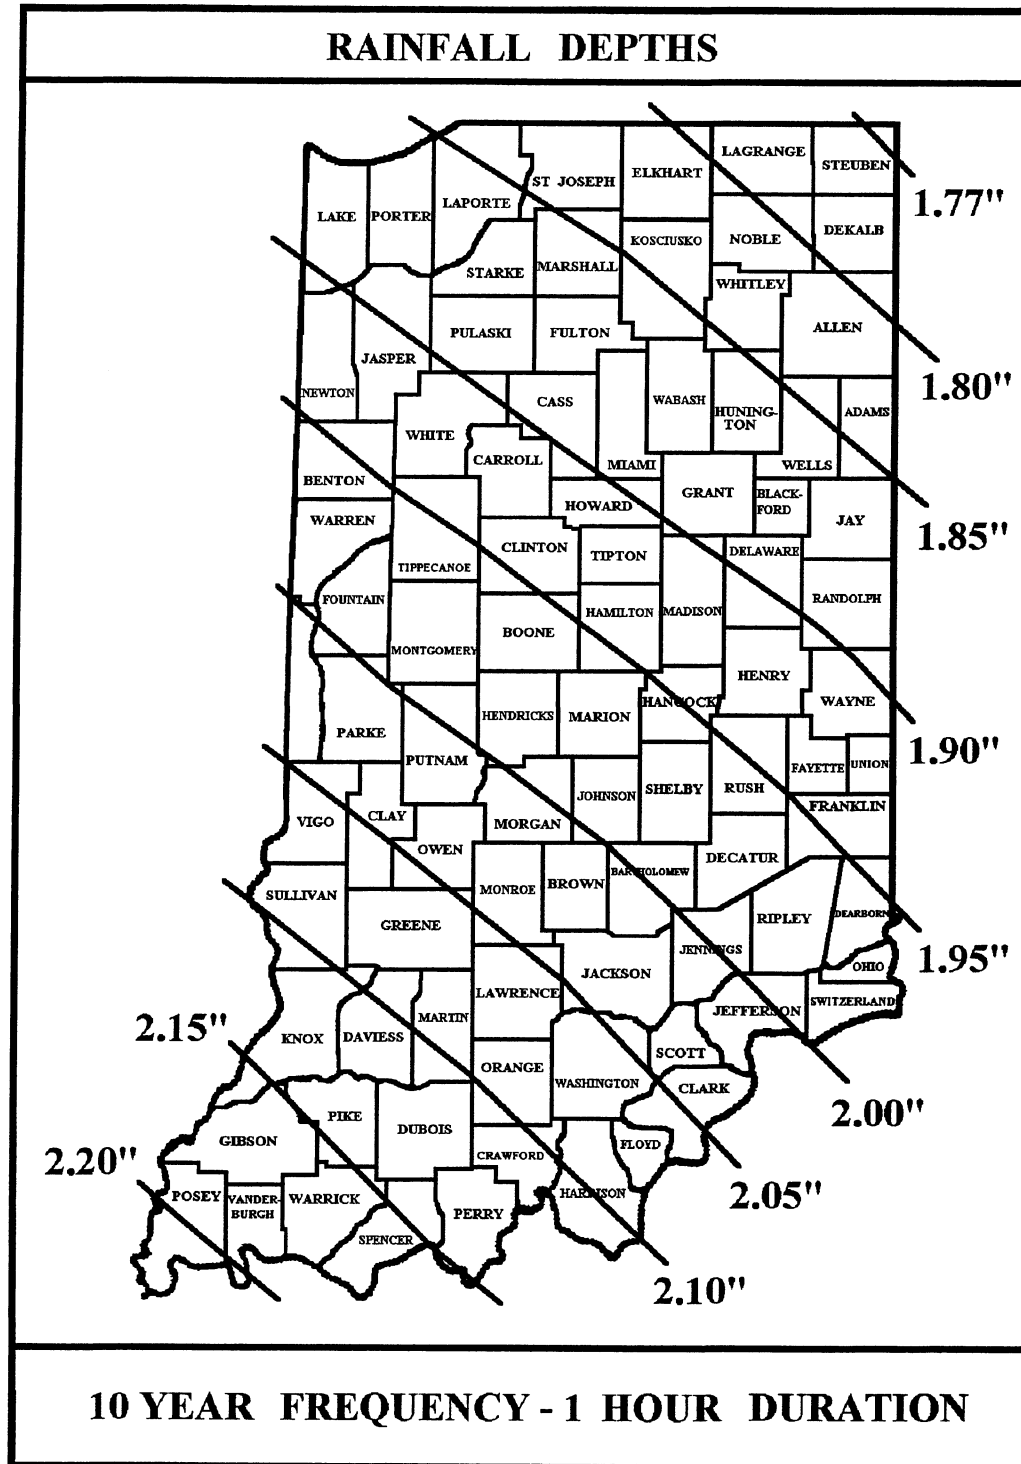 RAINFALL DEPTHS
LAGRANGE
STEUBEN
ELKHART
ST JOSEPH
LAPORTE
LAKE
PORTER
1.77"
DEKALB
NOBLE
KOSCIUSKO
MARSHALL
STARKE
WHITLEY
ALLEN
PULASKI
FULTON
JASPER
1.80"
NEWTON
CASS
WABASH
HUNING-
TON
ADAMS
WHITE
CARROLL
MIAMI
WELLS
BENTON
GRANT
BLACK-
FORD
HOWARD
JAY
WARREN
1.85"
CLINTON
TIPTON
DELAWARE
TIPPECANOE
FOUNTAIN
HAMILTON
MADISON
RANDOLPH
BOONE
MONTGOMERY
HENRY
HANCOCK
WAYNE
HENDRICKS
MARION
PARKE
1.90"
PUTNAM
FAYETTE
UNION
JOHNSON
SHELBY
RUSH
FRANKLIN
VIGO
CLAY
MORGAN
OWEN
DECATUR
BARTHOLOMEW
BROWN
MONROE
SULLIVAN
GREENE
RIPLEY
DEARBORN
JENNINGS
1.95"
OHIO
JACKSON
LAWRENCE
SWITZERLAND
JEFFERSON
MARTIN
2.15"
KNOX
DAVIESS
SCOTT
ORANGE
WASHINGTON
CLARK
2.00"
PIKE
DUBOIS
GIBSON
FLOYD
CRAWFORD
2.20"
POSEY
VANDER-
BURGH
WARRICK
HARRISON
2.05"
PERRY
SPENCER
2.10"
10 YEAR FREQUENCY - 1 HOUR DURATION